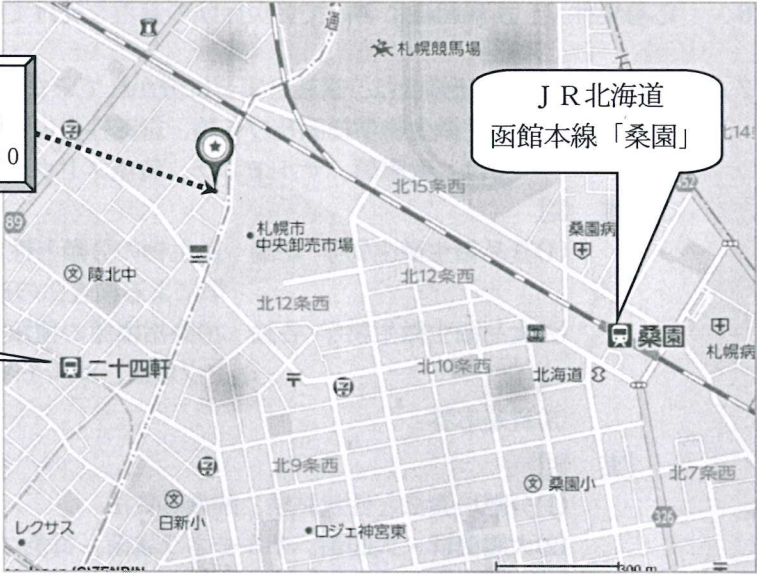 札幌競馬場
JR北海道
函館本線「桑園」
0
北15条西
89
札幌市
中央卸売市場
桑園病
陵北中
北12条西
北12条西
桑園
札幌病
二十四軒
北10条西
北海道
北9条西
桑園小
北7条西
日新小
レクサス
ロジェ神宮東
300 m